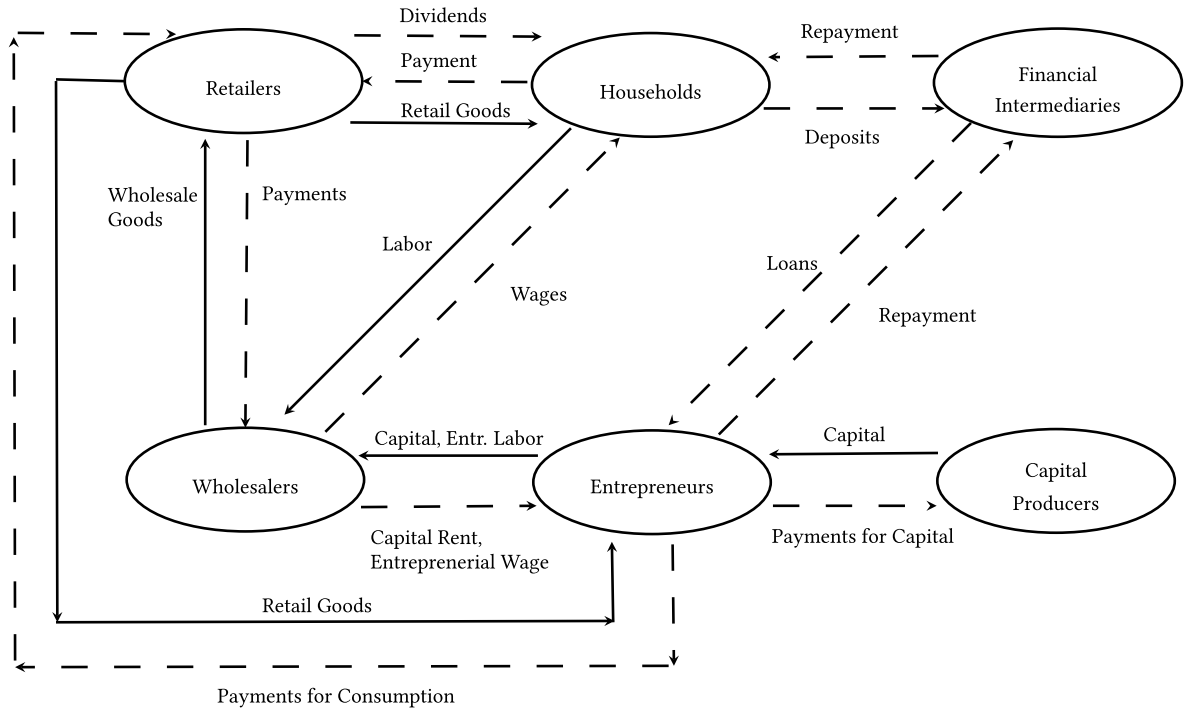 Dividends
Repayment
Payment
Retailers
Households
Financial
Intermediaries
Retail Goods
Deposits
Wholesale
Goods
Payments
Labor
Wages
Loans
Repayment
Capital, Entr. Labor
Capital
Wholesalers
Entrepreneurs
Capital
Producers
Capital Rent,
Entreprenerial Wage
Payments for Capital
Retail Goods
Payments for Consumption